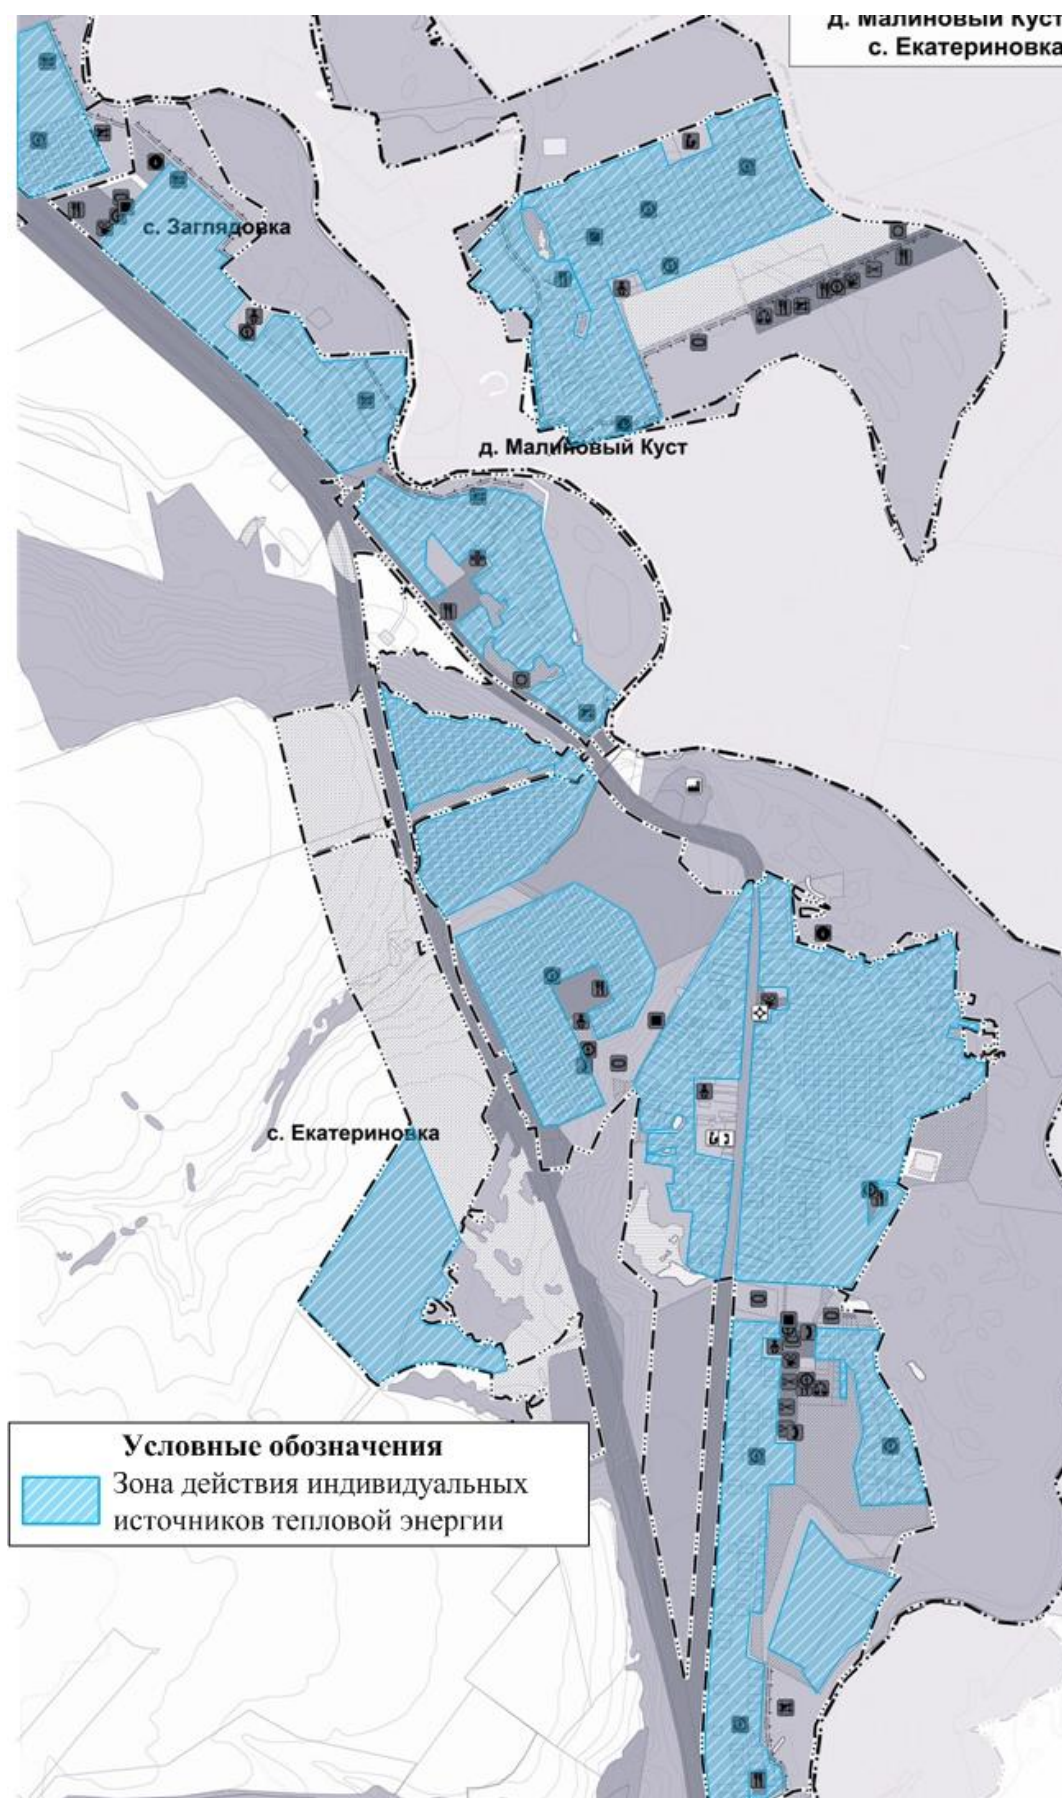 д. Малиновый Куст
с. Екатериновка
с. Заглядовка
д. Малиновый Куст
с. Екатериновка
Условные обозначения
Зона действия индивидуальных
источников тепловой энергии